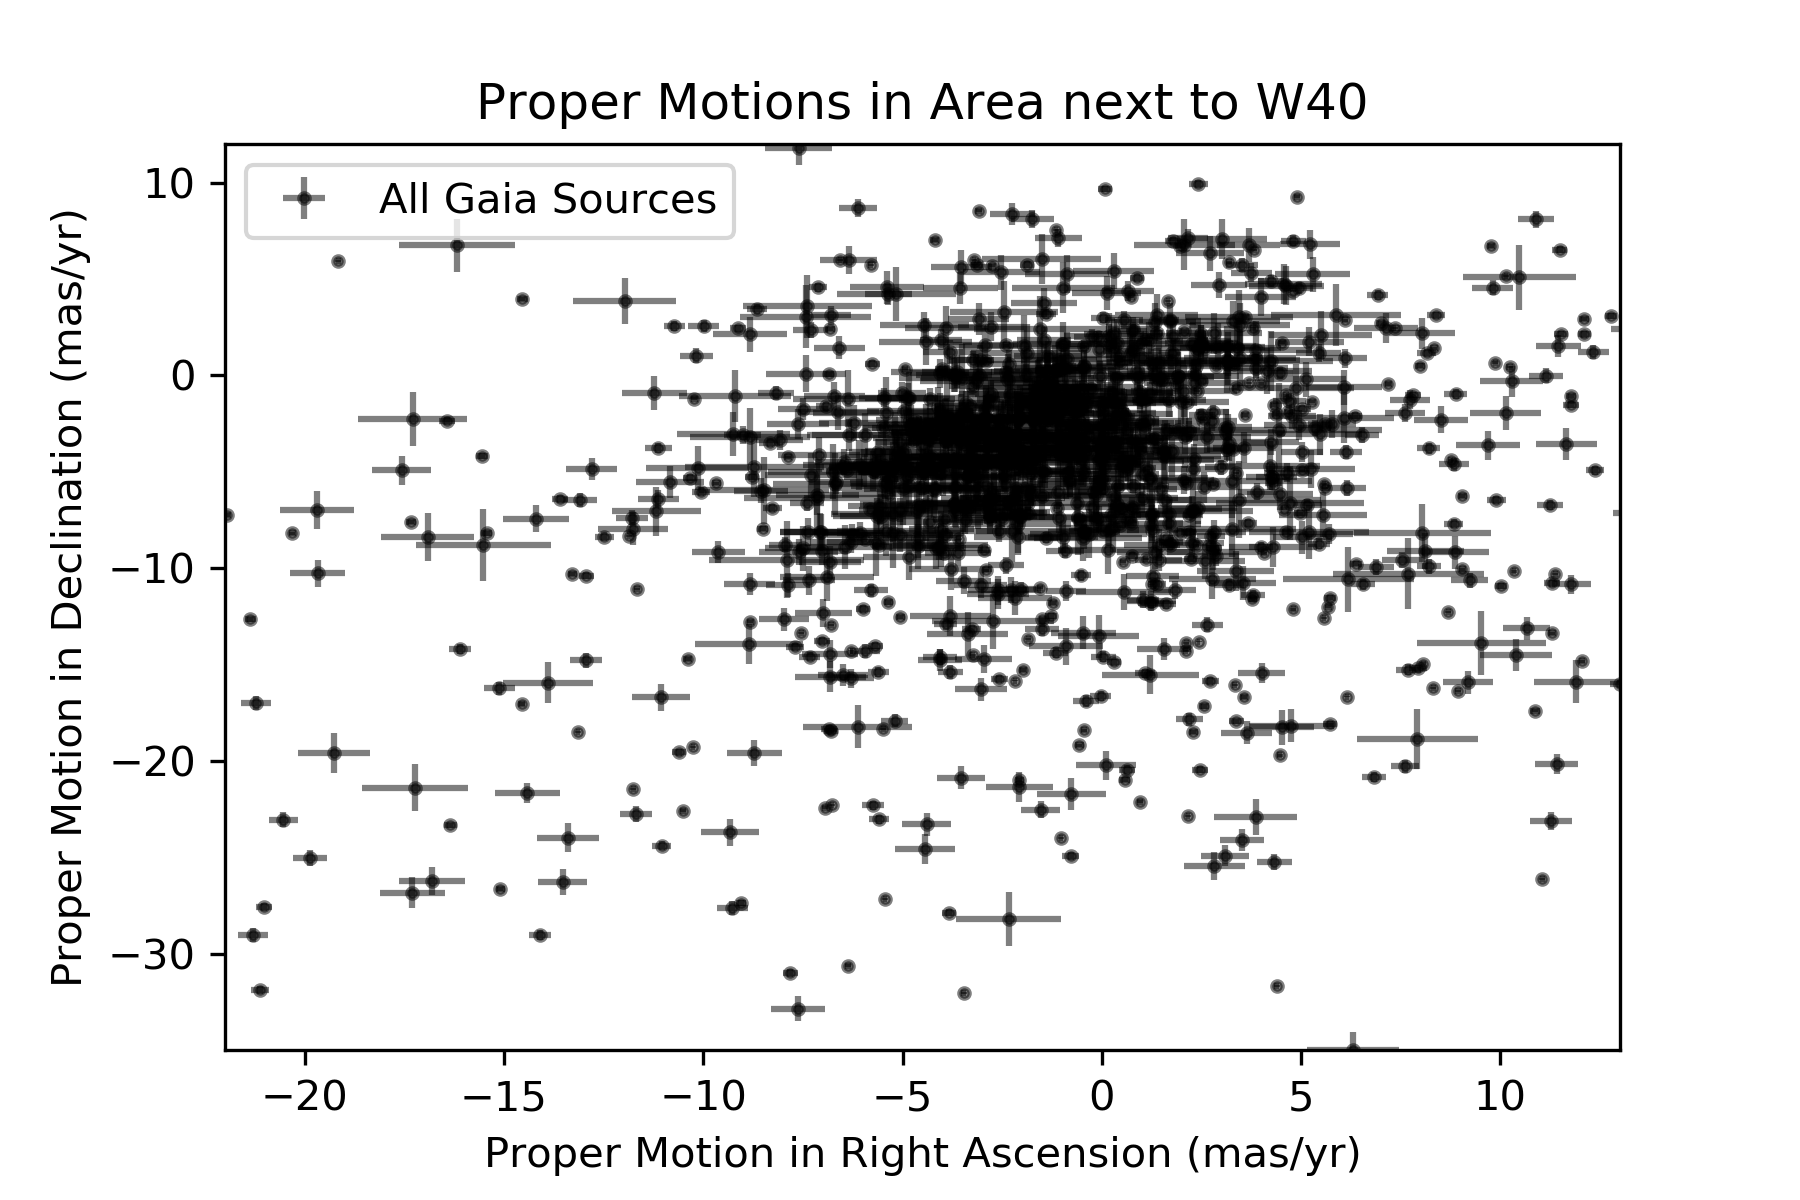 Proper Motions in Area next to W40
All Gaia Sources
Proper Motion in Declination (mas/yr)
10
0
−10
−20
−30
−20 −15 −10 −5 0 5 10
Proper Motion in Right Ascension (mas/yr)